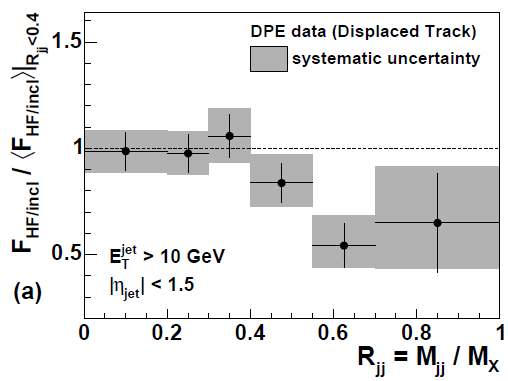 DPE data (Displaced Track)
systematic uncertainty
F_HF/incl / ⟨F_HF/incl⟩|_R_jj<0.4
1.5
1
0.5
E_T^jet > 10 GeV
|η_jet| < 1.5
(a)
0 0.2 0.4 0.6 0.8 1
R_jj = M_jj / M_X